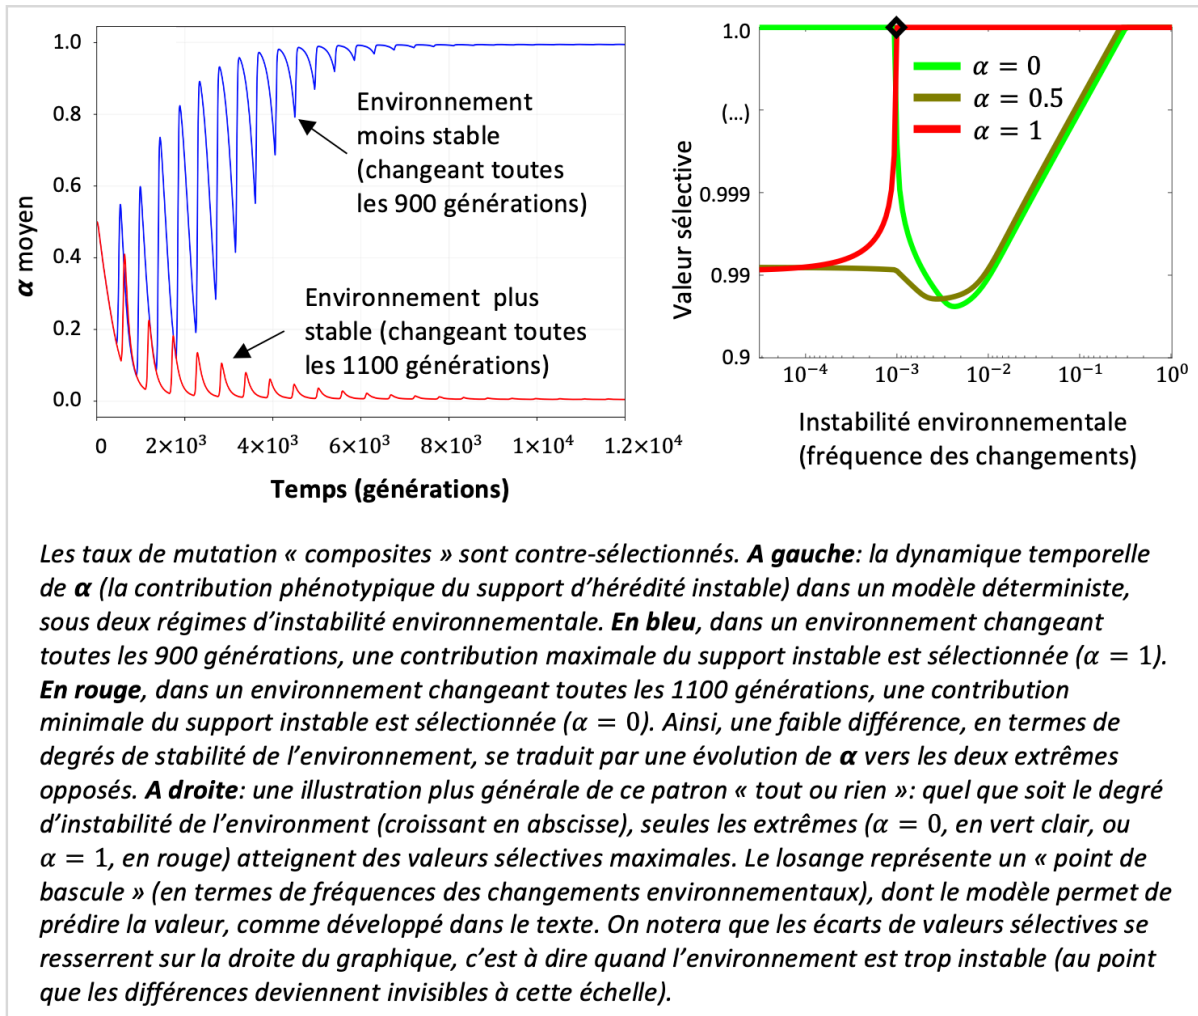 1.0
0.8
0.6
0.4
0.2
0.0
α moyen
Environnement
moins stable
(changeant toutes
les 900 générations)
Environnement  plus
stable (changeant toutes
les 1100 générations)
0
2×10³
4×10³
6×10³
8×10³
1×10⁴
1.2×10⁴
Temps (générations)
1.0
(...)
0.999
0.99
0.9
Valeur sélective
α = 0
α = 0.5
α = 1
10⁻⁴
10⁻³
10⁻²
10⁻¹
10⁰
Instabilité environnementale
(fréquence des changements)
Les taux de mutation « composites » sont contre-sélectionnés. A gauche: la dynamique temporelle
de α (la contribution phénotypique du support d’hérédité instable) dans un modèle déterministe,
sous deux régimes d’instabilité environnementale. En bleu, dans un environnement changeant
toutes les 900 générations, une contribution maximale du support instable est sélectionnée (α = 1).
En rouge, dans un environnement changeant toutes les 1100 générations, une contribution
minimale du support instable est sélectionnée (α = 0). Ainsi, une faible différence, en termes de
degrés de stabilité de l’environnement, se traduit par une évolution de α vers les deux extrêmes
opposés. A droite: une illustration plus générale de ce patron « tout ou rien »: quel que soit le degré
d’instabilité de l’environment (croissant en abscisse), seules les extrêmes (α = 0, en vert clair, ou
α = 1, en rouge) atteignent des valeurs sélectives maximales. Le losange représente un « point de
bascule » (en termes de fréquences des changements environnementaux), dont le modèle permet de
prédire la valeur, comme développé dans le texte. On notera que les écarts de valeurs sélectives se
resserrent sur la droite du graphique, c’est à dire quand l’environnement est trop instable (au point
que les différences deviennent invisibles à cette échelle).